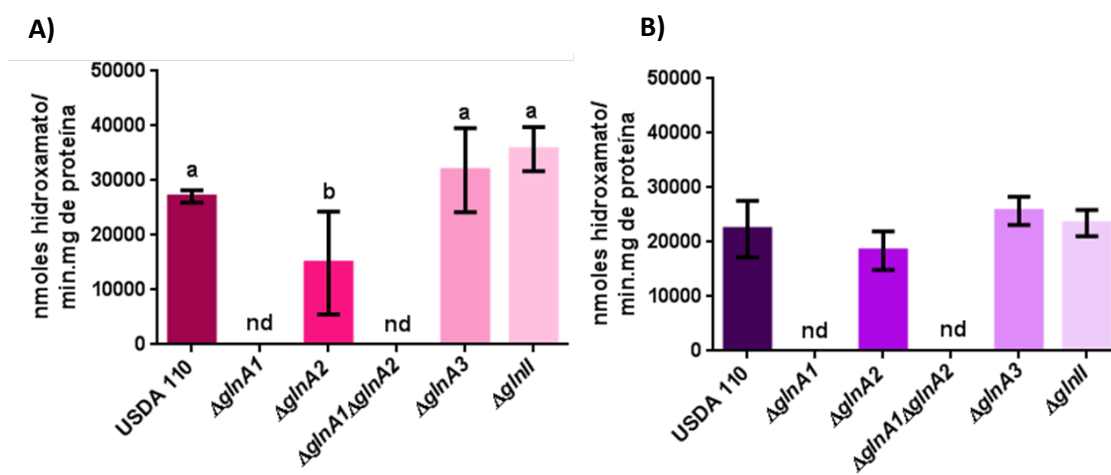 A)
nmoles hidroxamato/
min.mg de proteína
50000
40000
30000
20000
10000
0
a
nd
b
nd
a
a
USDA 110
ΔglnA1
ΔglnA2
ΔglnA1ΔglnA2
ΔglnA3
ΔglnII
B)
nmoles hidroxamato/
min.mg de proteína
50000
40000
30000
20000
10000
0
nd
nd
USDA 110
ΔglnA1
ΔglnA2
ΔglnA1ΔglnA2
ΔglnA3
ΔglnII